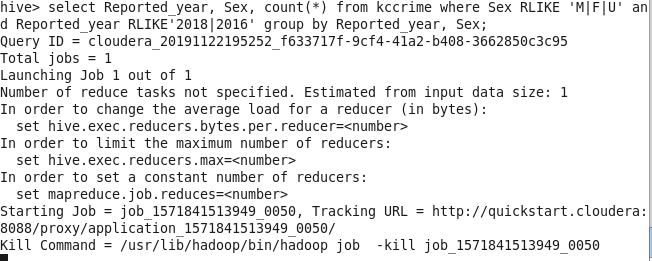 hive> select Reported_year, Sex, count(*) from kccrime where Sex RLIKE 'M|F|U' an
d Reported_year RLIKE'2018|2016' group by Reported_year, Sex;
Query ID = cloudera_20191122195252_f633717f-9cf4-41a2-b408-3662850c3c95
Total jobs = 1
Launching Job 1 out of 1
Number of reduce tasks not specified. Estimated from input data size: 1
In order to change the average load for a reducer (in bytes):
  set hive.exec.reducers.bytes.per.reducer=<number>
In order to limit the maximum number of reducers:
  set hive.exec.reducers.max=<number>
In order to set a constant number of reducers:
  set mapreduce.job.reduces=<number>
Starting Job = job_1571841513949_0050, Tracking URL = http://quickstart.cloudera:
8088/proxy/application_1571841513949_0050/
Kill Command = /usr/lib/hadoop/bin/hadoop job  -kill job_1571841513949_0050